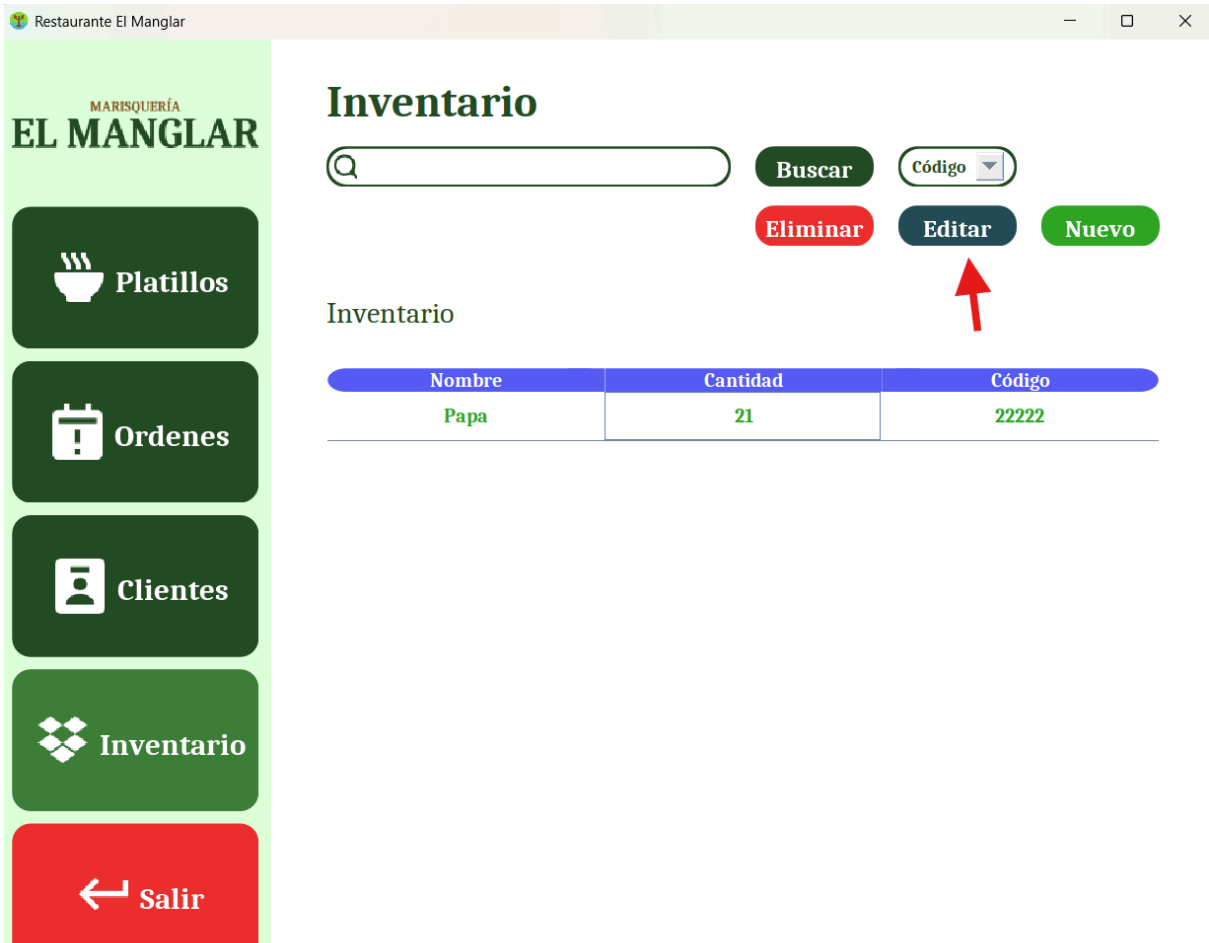 Restaurante El Manglar
MARISQUERÍA
EL MANGLAR
Platillos
Ordenes
Clientes
Inventario
Salir
Inventario
Buscar Código
Eliminar Editar Nuevo
Inventario
Nombre Cantidad Código
Papa 21 22222